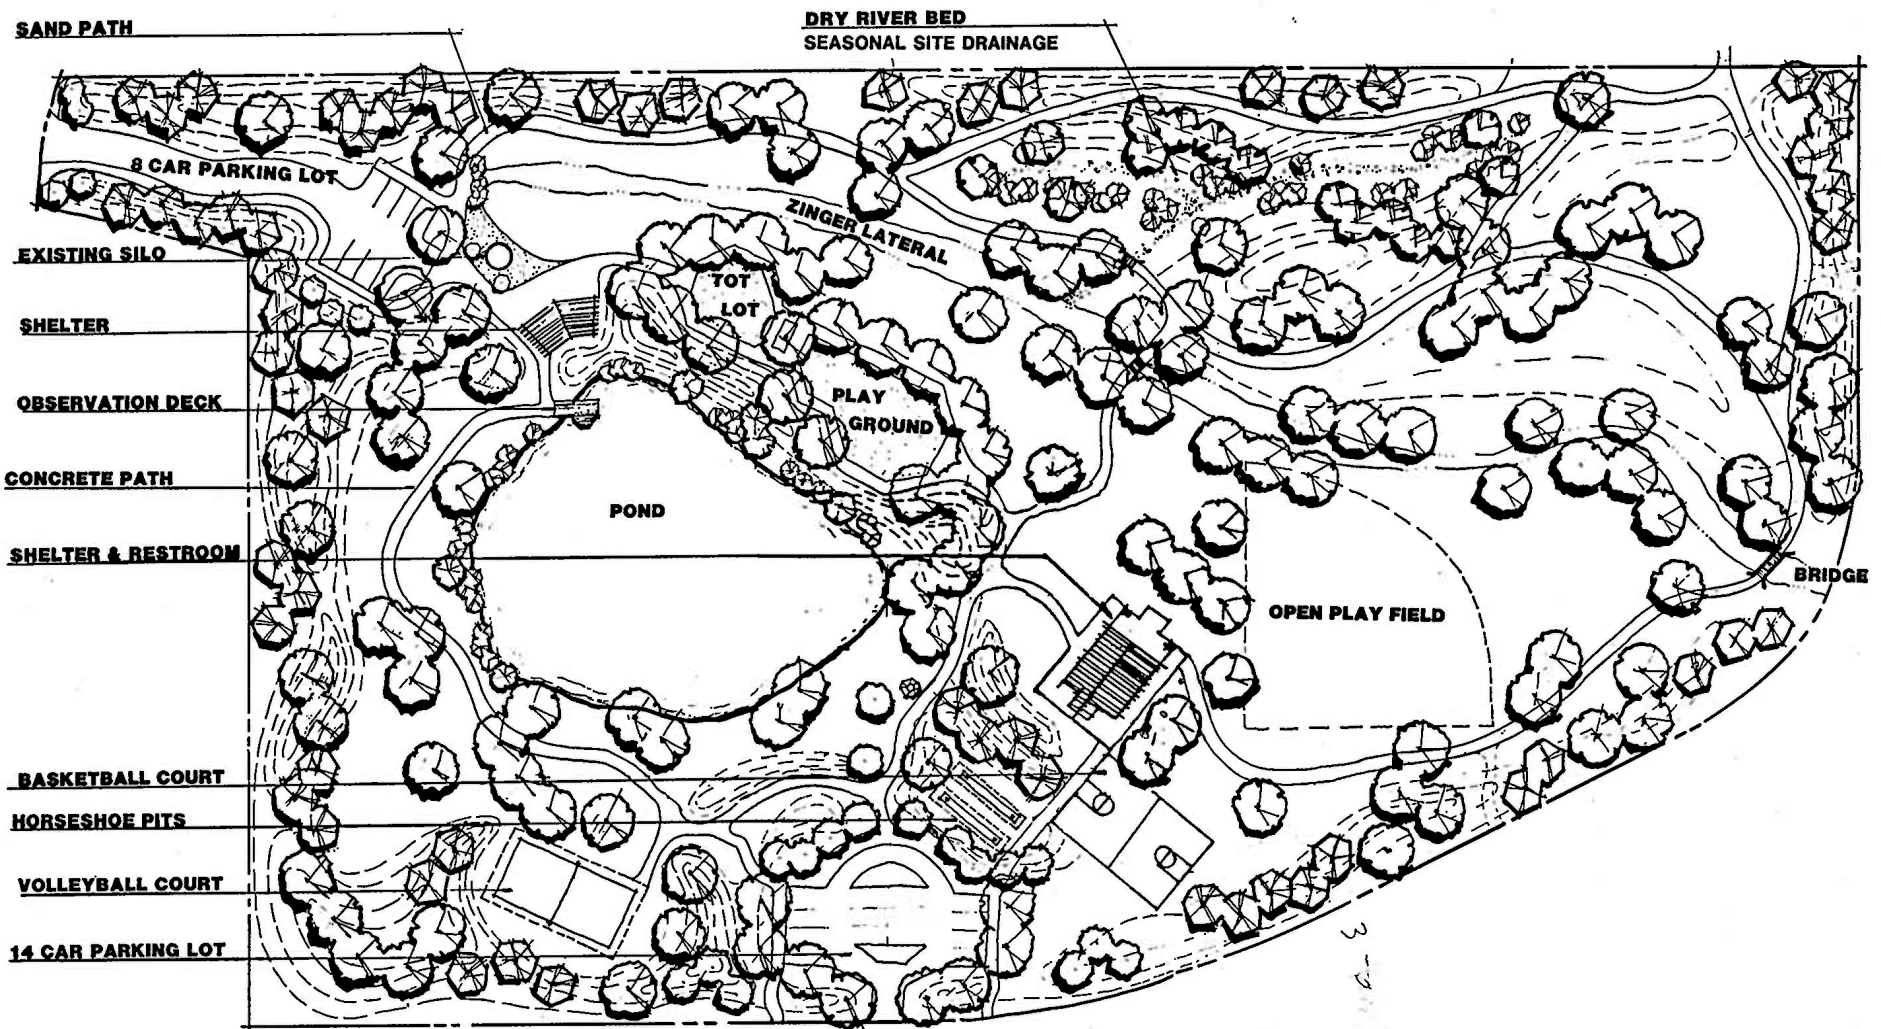 SAND PATH
DRY RIVER BED
SEASONAL SITE DRAINAGE
8 CAR PARKING LOT
ZINGER LATERAL
EXISTING SILO
TOT
LOT
SHELTER
OBSERVATION DECK
PLAY
GROUND
CONCRETE PATH
POND
SHELTER & RESTROOM
BRIDGE
OPEN PLAY FIELD
BASKETBALL COURT
HORSESHOE PITS
VOLLEYBALL COURT
14 CAR PARKING LOT